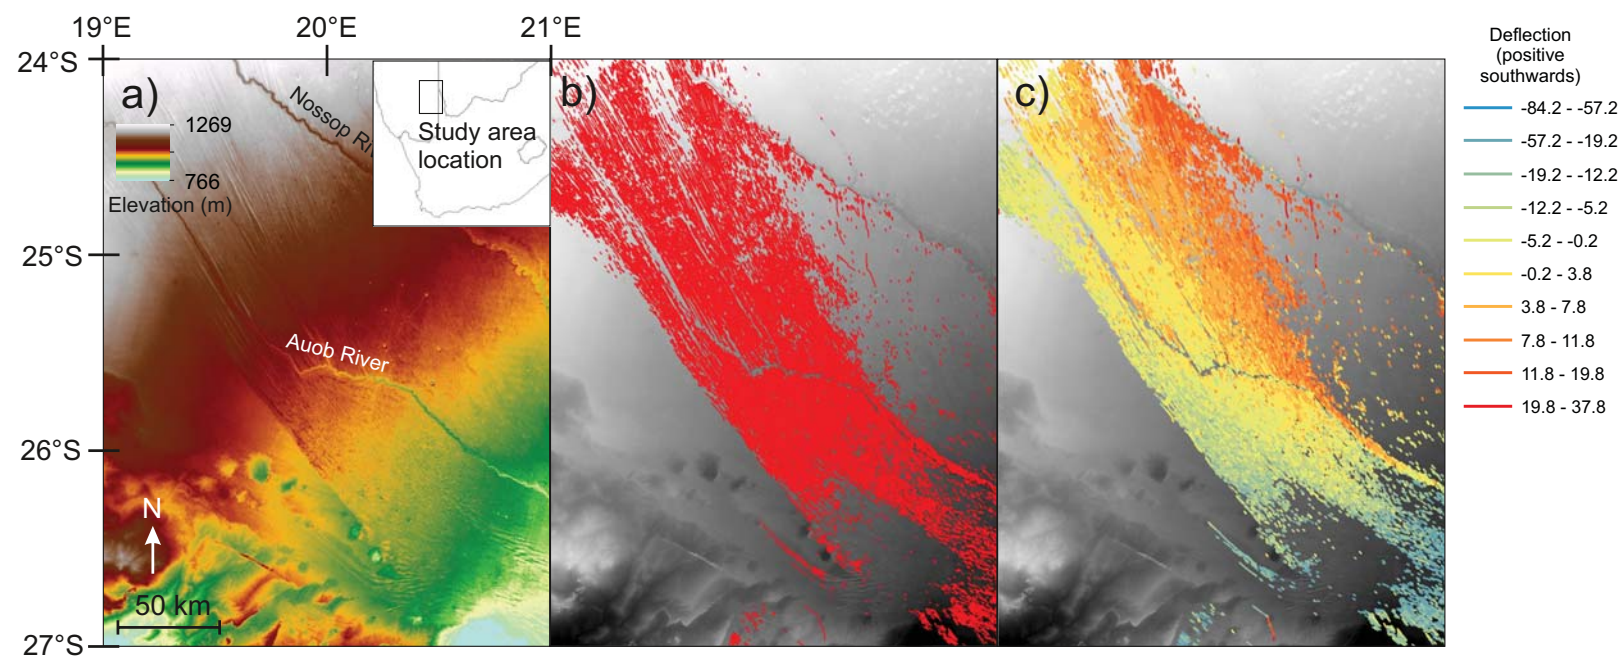 19°E
20°E
21°E
24°S
25°S
26°S
27°S
a)
1269
766
Elevation (m)
Nossop Riv
Study area
location
Auob River
N
50 km
b)
c)
Deflection
(positive
southwards)
-84.2 - -57.2
-57.2 - -19.2
-19.2 - -12.2
-12.2 - -5.2
-5.2 - -0.2
-0.2 - 3.8
3.8 - 7.8
7.8 - 11.8
11.8 - 19.8
19.8 - 37.8